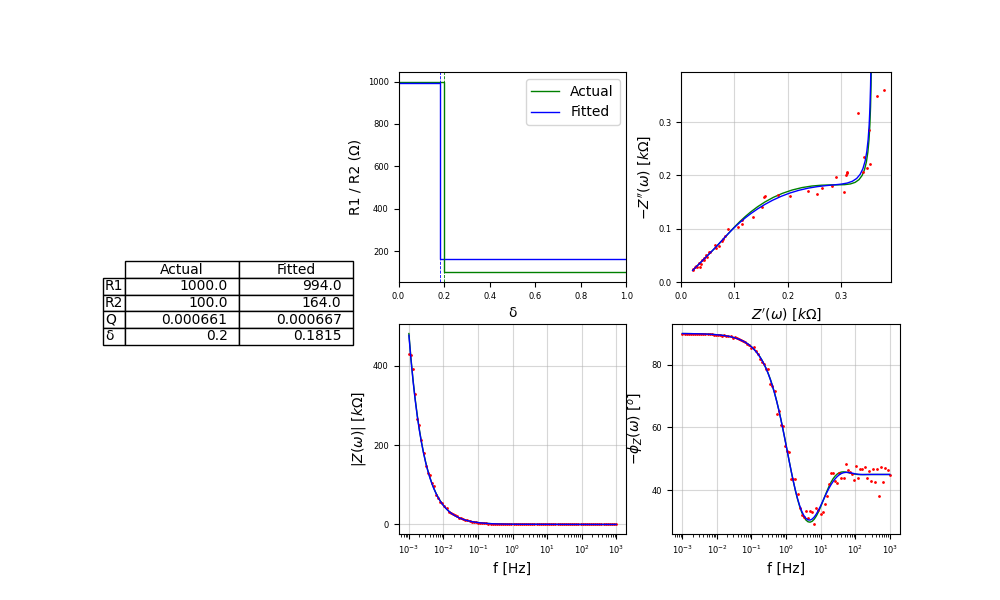 Actual Fitted
R1 1000.0 994.0
R2 100.0 164.0
Q 0.000661 0.000667
δ 0.2 0.1815
R1 / R2 (Ω)
1000
800
600
400
200
0.0 0.2 0.4 0.6 0.8 1.0
δ
Actual
Fitted
−Z″(ω) [kΩ]
0.3
0.2
0.1
0.0
0.0 0.1 0.2 0.3
Z′(ω) [kΩ]
|Z(ω)| [kΩ]
400
200
0
10⁻³ 10⁻² 10⁻¹ 10⁰ 10¹ 10² 10³
f [Hz]
−ϕ_Z(ω) [°]
80
60
40
10⁻³ 10⁻² 10⁻¹ 10⁰ 10¹ 10² 10³
f [Hz]